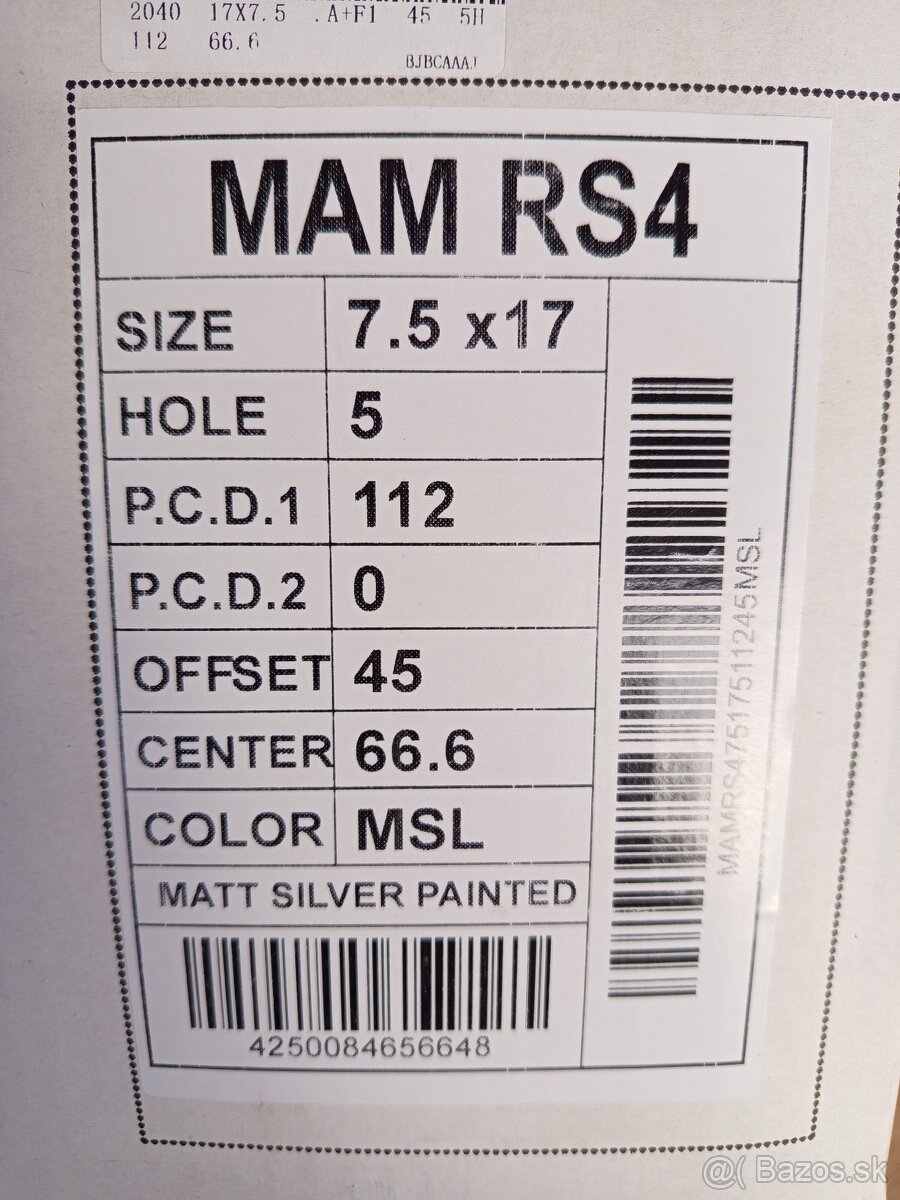 2040 17X7.5 .A+F1 45 5H
112 66.6
BJBCAAAJ
MAM RS4
SIZE 7.5 x17
HOLE 5
P.C.D.1 112
P.C.D.2 0
OFFSET 45
CENTER 66.6
COLOR MSL
MATT SILVER PAINTED
4250084656648
MAMRS47517511245MSL
@( Bazos.sk